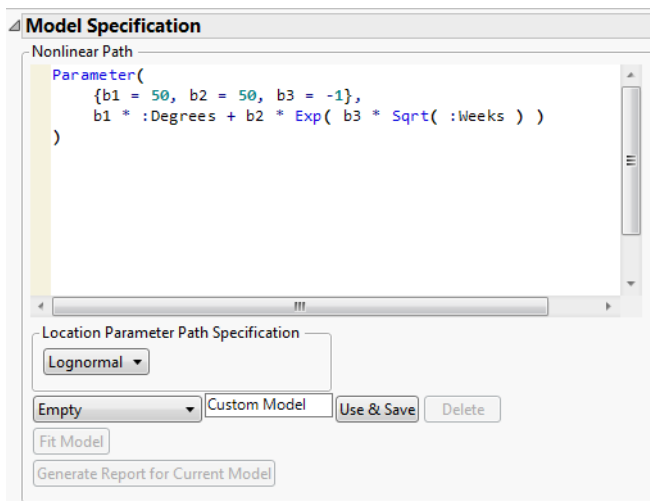 Model Specification
Nonlinear Path
Parameter(
{b1 = 50, b2 = 50, b3 = -1},
b1 * :Degrees + b2 * Exp( b3 * Sqrt( :Weeks ) )
)
Location Parameter Path Specification
Lognormal
Empty Custom Model Use & Save Delete
Fit Model
Generate Report for Current Model